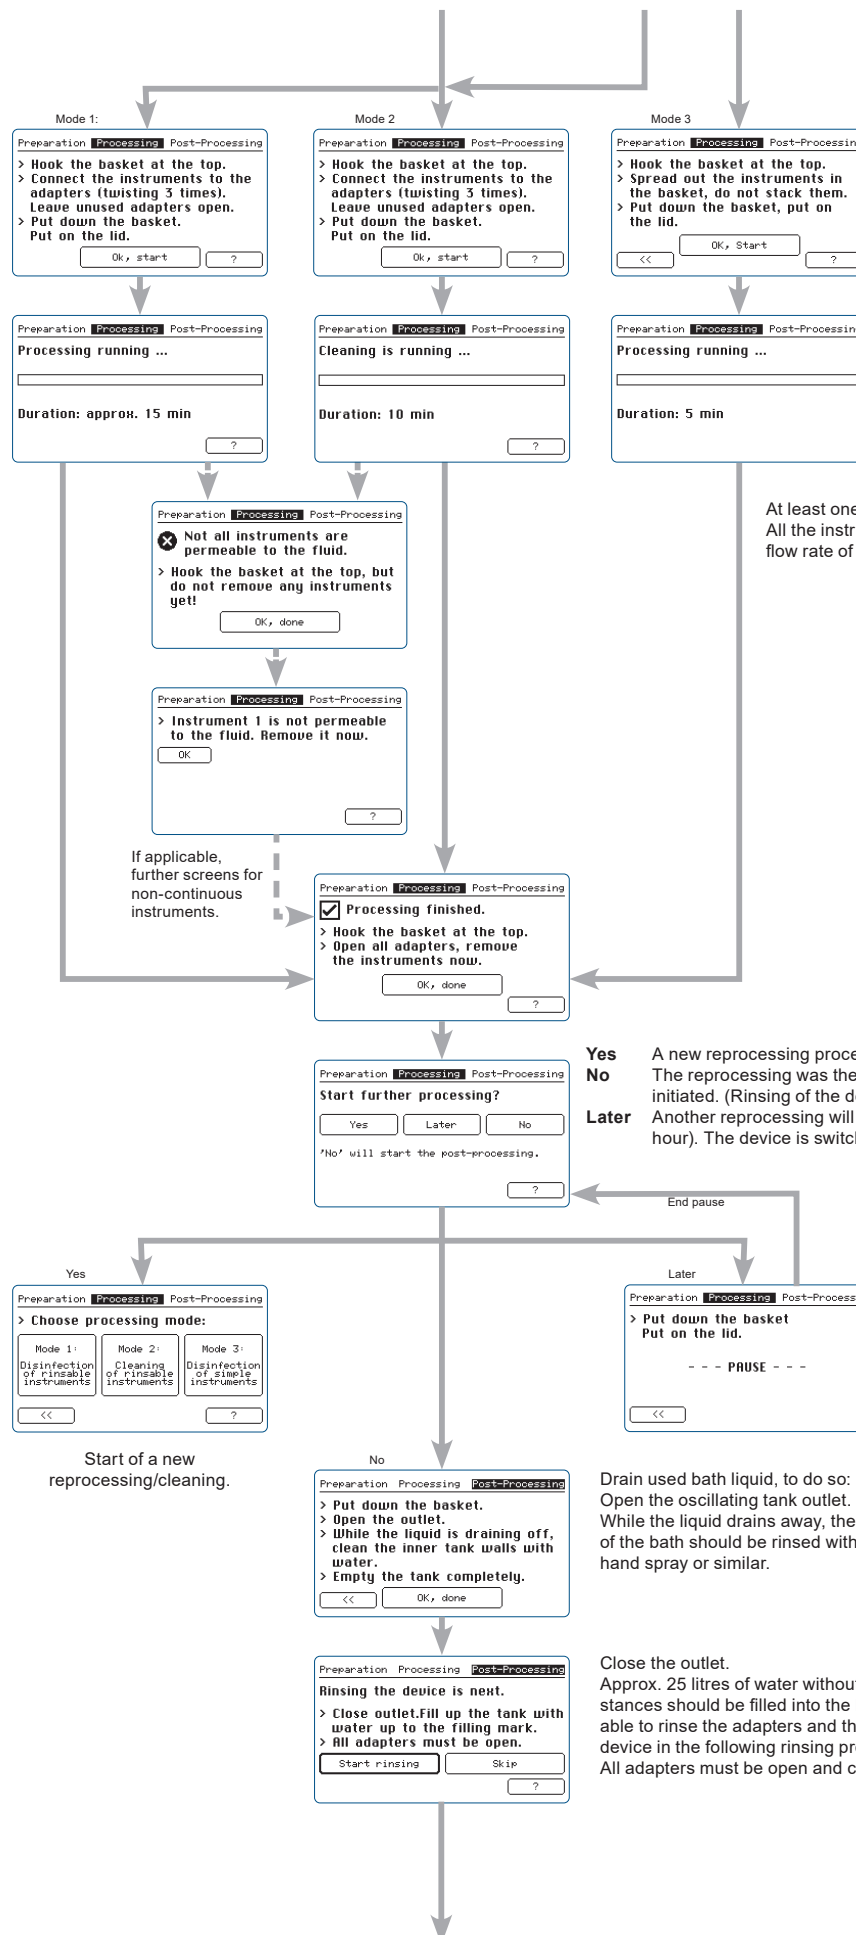 Mode 1:
Preparation Processing Post-Processing
> Hook the basket at the top.
> Connect the instruments to the
adapters (twisting 3 times).
Leave unused adapters open.
> Put down the basket.
Put on the lid.
Ok, start
?
Mode 2
Preparation Processing Post-Processing
> Hook the basket at the top.
> Connect the instruments to the
adapters (twisting 3 times).
Leave unused adapters open.
> Put down the basket.
Put on the lid.
Ok, start
?
Mode 3
Preparation Processing
> Hook the basket at the top.
> Spread out the instruments in
the basket, do not stack them.
> Put down the basket, put on
the lid.
OK, Start
<<
?
Preparation Processing Post-Processing
Processing running ...
Duration: approx. 15 min
?
Preparation Processing Post-Processing
Cleaning is running ...
Duration: 10 min
?
Preparation Processing
Processing running ...
Duration: 5 min
Preparation Processing Post-Processing
Not all instruments are
permeable to the fluid.
> Hook the basket at the top, but
do not remove any instruments
yet!
OK, done
At least one
All the
flow rate of
Preparation Processing Post-Processing
> Instrument 1 is not permeable
to the fluid. Remove it now.
OK
?
If applicable,
further screens for
non-continuous
instruments.
Preparation Processing Post-Processing
Processing finished.
> Hook the basket at the top.
> Open all adapters, remove
the instruments now.
OK, done
?
Preparation Processing Post-Processing
Start further processing?
Yes Later No
'No' will start the post-processing.
?
Yes A new reprocessing
No The reprocessing was
initiated. (Rinsing of the
Later Another reprocessing will
hour). The device is
End pause
Yes
Preparation Processing Post-Processing
> Choose processing mode:
Mode 1:
Disinfection
of rinsable
instruments
Mode 2:
Cleaning
of rinsable
instruments
Mode 3:
Disinfection
of simple
instruments
<<
?
Start of a new
reprocessing/cleaning.
Later
Preparation Processing
> Put down the basket
Put on the lid.
- - - PAUSE - - -
<<
No
Preparation Processing Post-Processing
> Put down the basket.
> Open the outlet.
> While the liquid is draining off,
clean the inner tank walls with
water.
> Empty the tank completely.
<<
OK, done
Drain used bath liquid, to do so:
Open the oscillating tank outlet.
While the liquid drains away, the
of the bath should be rinsed with
hand spray or similar.
Preparation Processing Post-Processing
Rinsing the device is next.
> Close outlet.Fill up the tank with
water up to the filling mark.
> All adapters must be open.
Start rinsing Skip
?
Close the outlet.
Approx. 25 litres of water
stances should be filled into the
able to rinse the adapters and
device in the following rinsing
All adapters must be open and